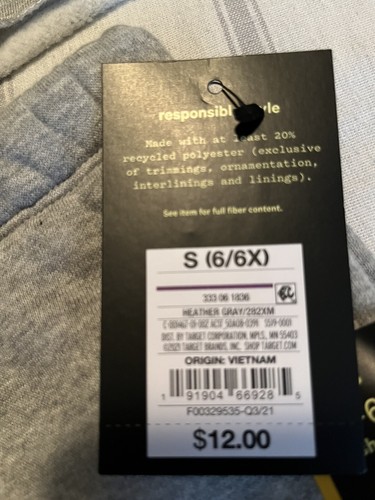 responsibl style
Made with at least 20%
recycled polyester (exclusive
of trimmings, ornamentation,
interlinings and linings).
See item for full fiber content.
S (6/6X)
333 06 1836
HEATHER GRAY/282XM
DIST. BY TARGET CORPORATION, MPLS, MN 55403
©2021 TARGET BRANDS, INC. SHOP TARGET.COM
ORIGIN: VIETNAM
1 91904 66928 5
F00329535-Q3/21
$12.00